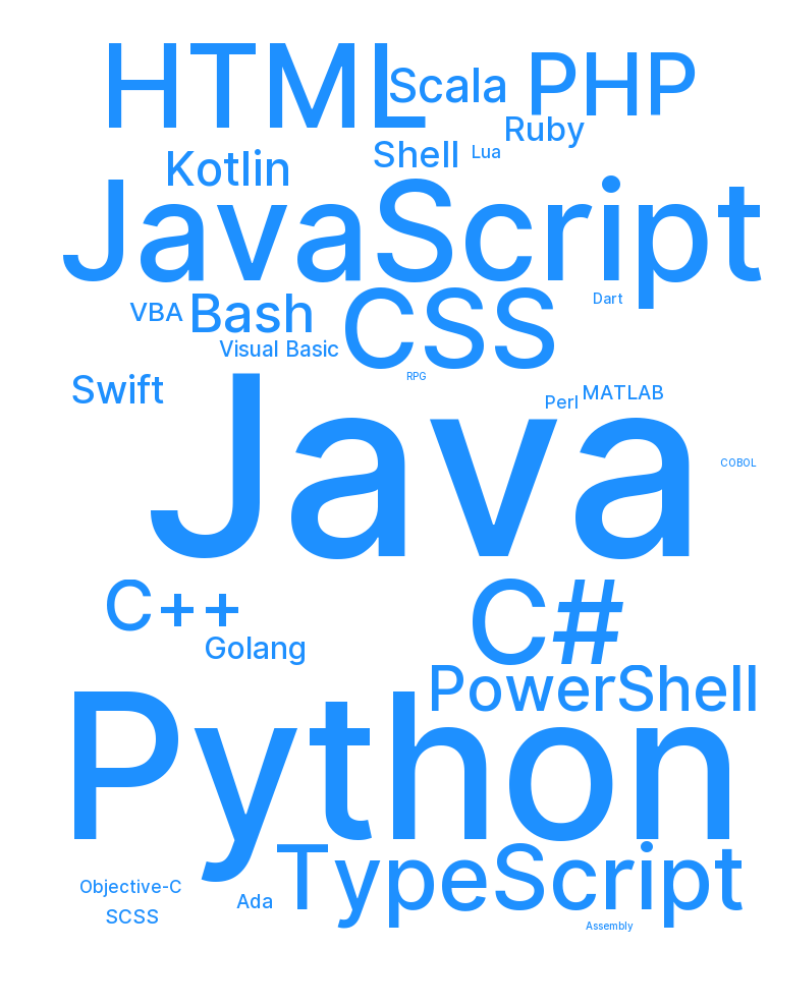 HTML
Scala
PHP
Ruby
Shell
Lua
Kotlin
JavaScript
Dart
VBA
Bash
CSS
Visual Basic
RPG
Swift
Java
Perl
MATLAB
COBOL
C++
C#
Golang
PowerShell
Python
TypeScript
Objective-C
Ada
SCSS
Assembly